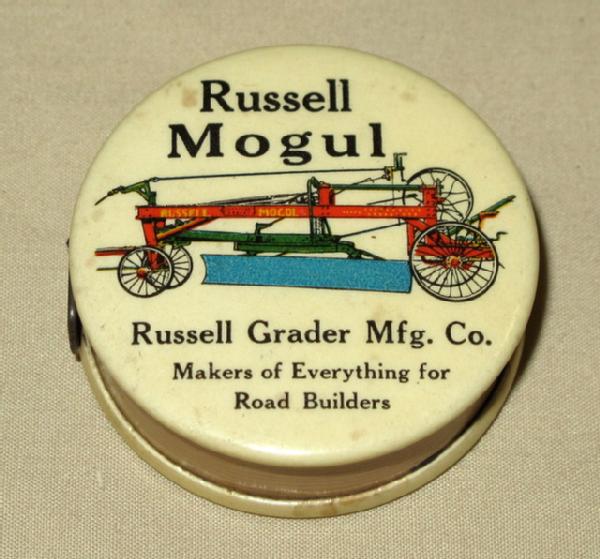 Russell
Mogul
RUSSELL MOGUL
Russell Grader Mfg. Co.
Makers of Everything for
Road Builders